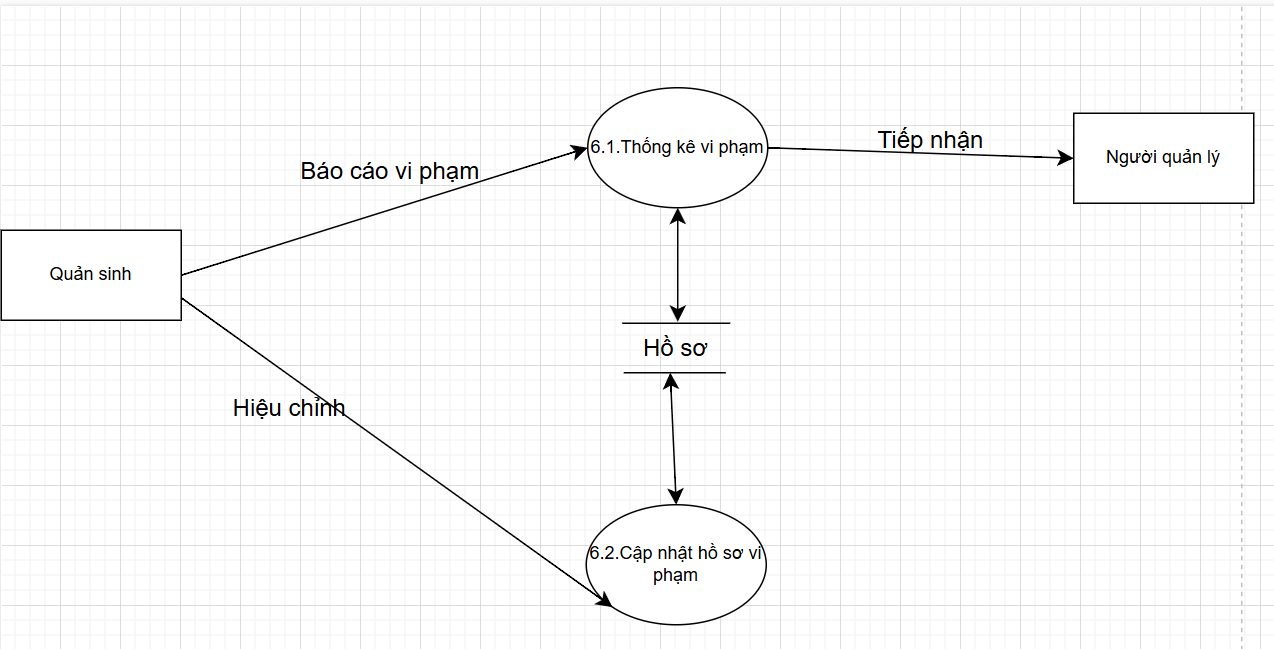 6.1.Thống kê vi phạm
Tiếp nhận
Người quản lý
Báo cáo vi phạm
Quản sinh
Hồ sơ
Hiệu chỉnh
6.2.Cập nhật hồ sơ vi
phạm